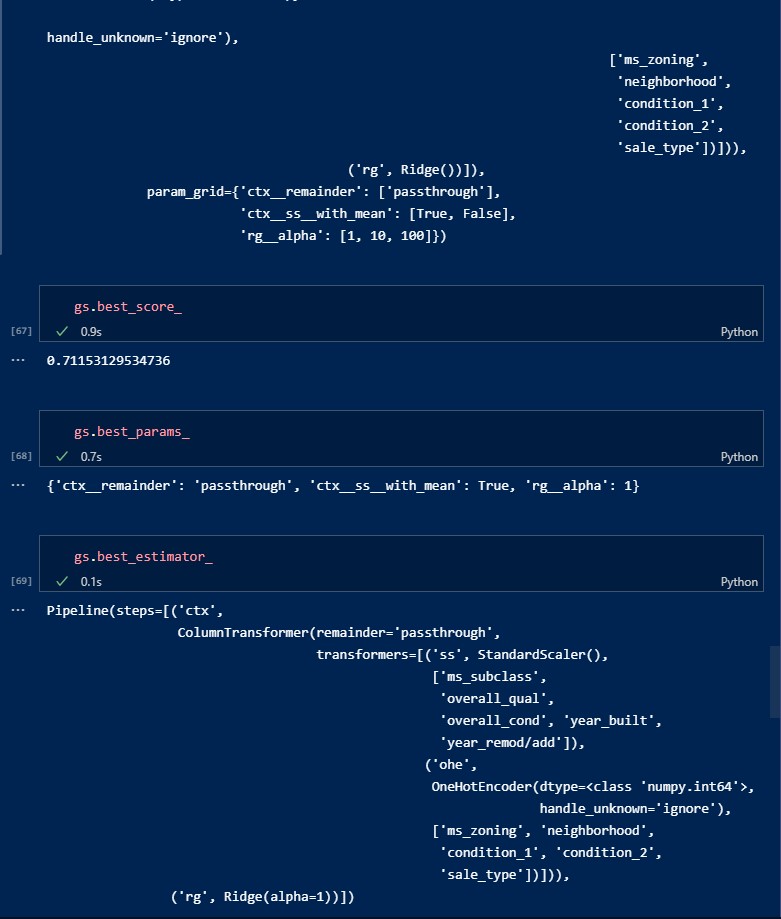 handle_unknown='ignore'),
['ms_zoning',
'neighborhood',
'condition_1',
'condition_2',
'sale_type'])])),
('rg', Ridge())]),
param_grid={'ctx__remainder': ['passthrough'],
'ctx__ss__with_mean': [True, False],
'rg__alpha': [1, 10, 100]})
gs.best_score_
[67]
0.9s
Python
0.71153129534736
gs.best_params_
[68]
0.7s
Python
{'ctx__remainder': 'passthrough', 'ctx__ss__with_mean': True, 'rg__alpha': 1}
gs.best_estimator_
[69]
0.1s
Python
Pipeline(steps=[('ctx',
ColumnTransformer(remainder='passthrough',
transformers=[('ss', StandardScaler(),
['ms_subclass',
'overall_qual',
'overall_cond', 'year_built',
'year_remod/add']),
('ohe',
OneHotEncoder(dtype=<class 'numpy.int64'>,
handle_unknown='ignore'),
['ms_zoning', 'neighborhood',
'condition_1', 'condition_2',
'sale_type'])])),
('rg', Ridge(alpha=1))])